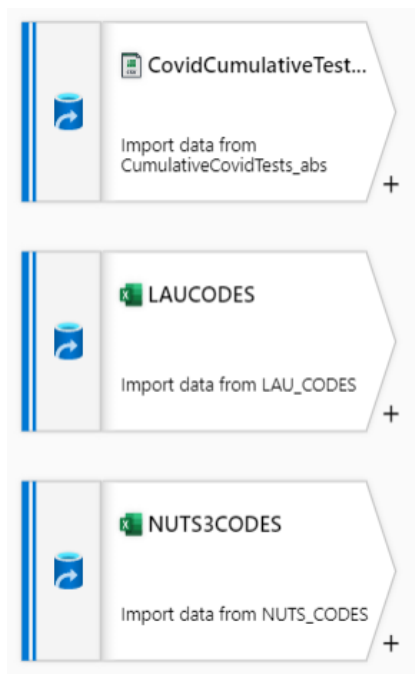 CovidCumulativeTest...
Import data from
CumulativeCovidTests_abs
+
LAUCODES
Import data from LAU_CODES
+
NUTS3CODES
Import data from NUTS_CODES
+